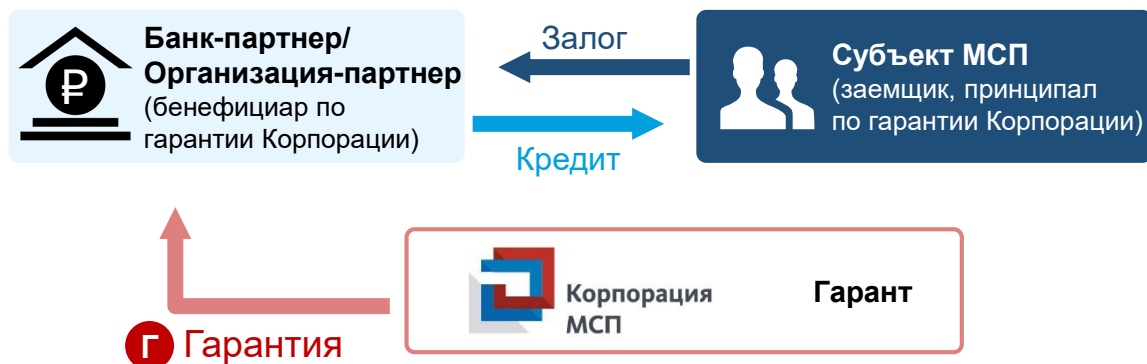 Банк-партнер/
Организация-партнер
(бенефициар по
гарантии Корпорации)
Залог
Кредит
Субъект МСП
(заемщик, принципал
по гарантии Корпорации)
Корпорация
МСП
Гарант
Г Гарантия